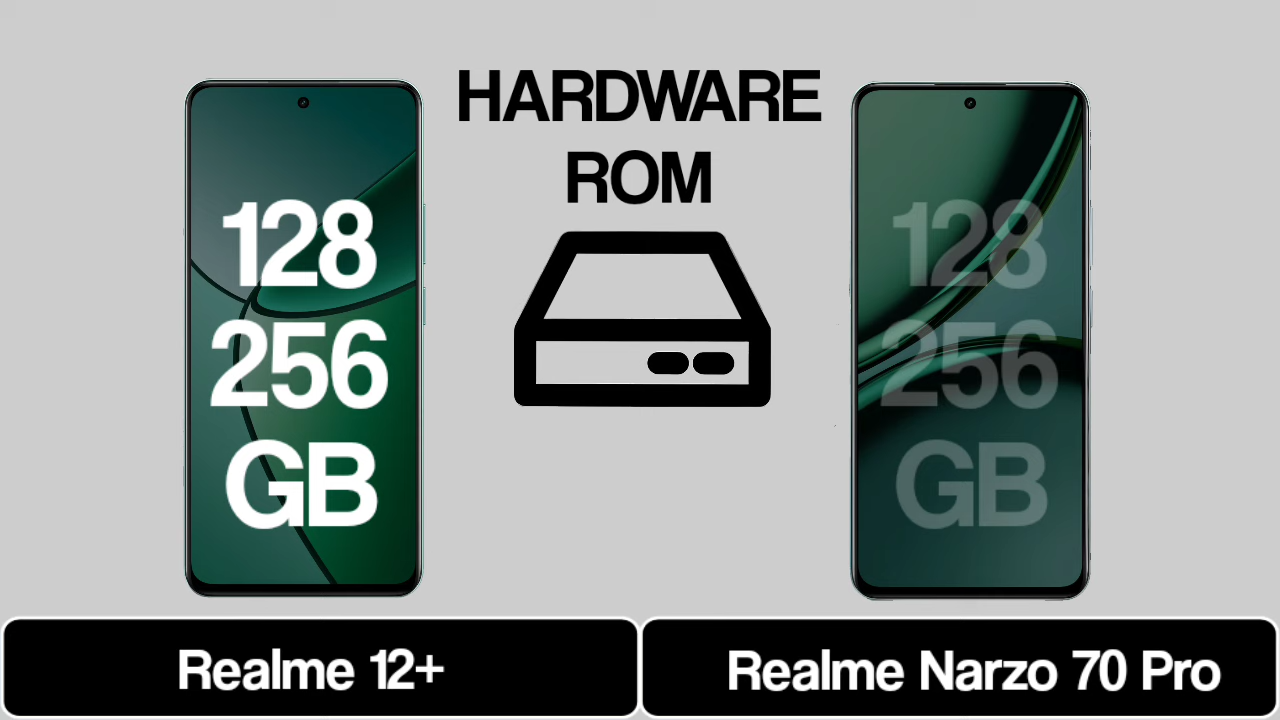 HARDWARE
ROM
128
256
GB
128
256
GB
Realme 12+
Realme Narzo 70 Pro